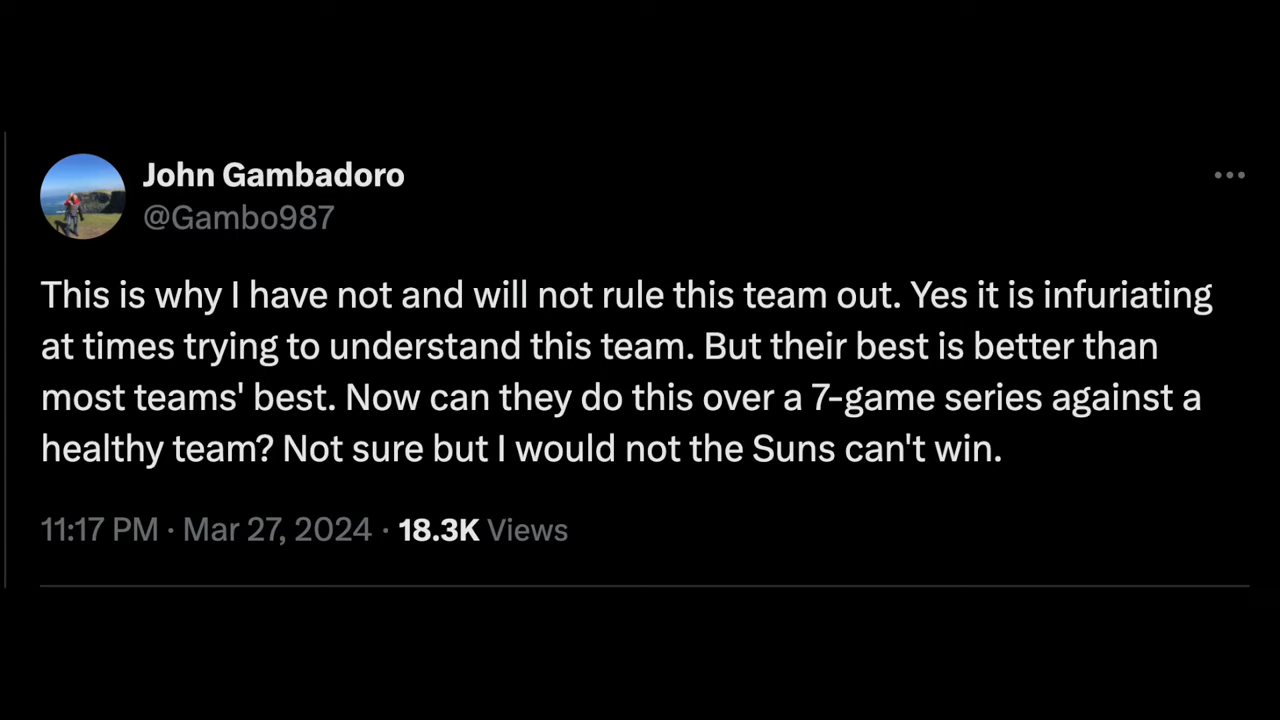 John Gambadoro
@Gambo987
This is why I have not and will not rule this team out. Yes it is infuriating
at times trying to understand this team. But their best is better than
most teams' best. Now can they do this over a 7-game series against a
healthy team? Not sure but I would not the Suns can't win.
11:17 PM · Mar 27, 2024 · 18.3K Views